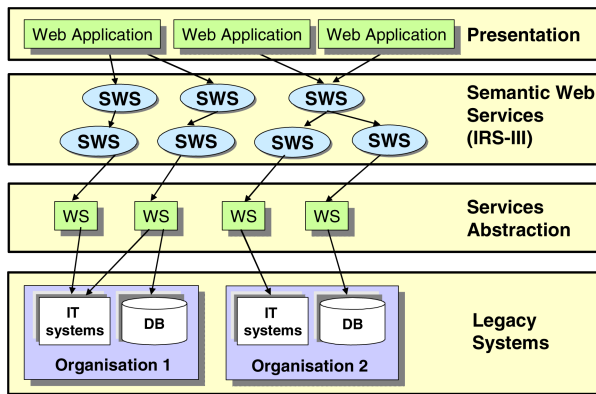 Web Application
Web Application
Web Application
Presentation
SWS
SWS
SWS
Semantic Web
Services
(IRS-III)
SWS
SWS
SWS
SWS
WS
WS
WS
WS
Services
Abstraction
IT
systems
DB
Organisation 1
IT
systems
DB
Organisation 2
Legacy
Systems